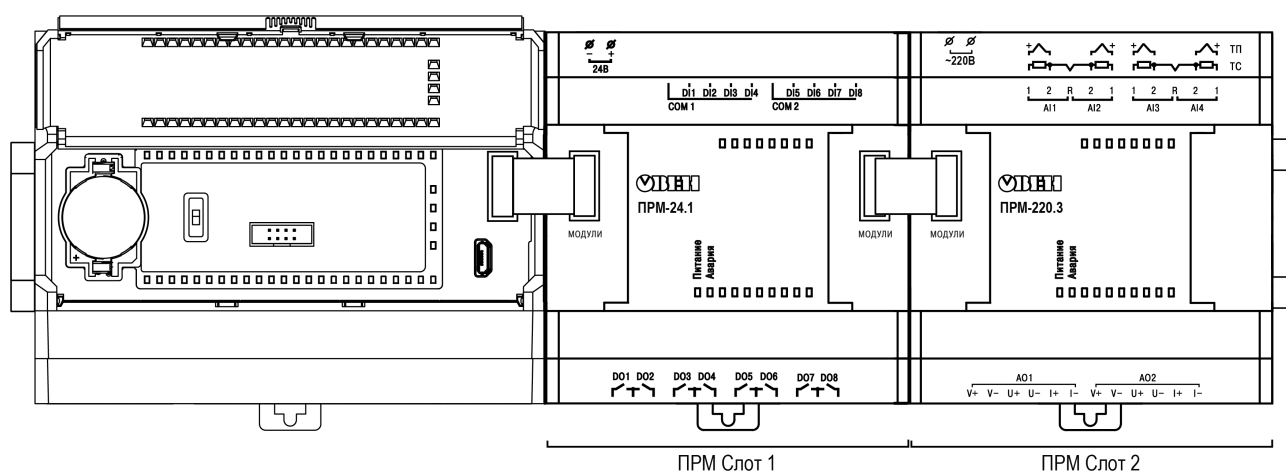 – +
24В
DI1 DI2 DI3 DI4 DI5 DI6 DI7 DI8
COM 1 COM 2
~220В
+ + + + ТП
ТС
1 2 R 2 1 1 2 R 2 1
AI1 AI2 AI3 AI4
ОВЕН
ПРМ-24.1
ОВЕН
ПРМ-220.3
МОДУЛИ
МОДУЛИ
МОДУЛИ
Питание
Авария
Питание
Авария
+
DO1 DO2 DO3 DO4 DO5 DO6 DO7 DO8
AO1 AO2
V+ V– U+ U– I+ I– V+ V– U+ U– I+ I–
ПРМ Слот 1
ПРМ Слот 2